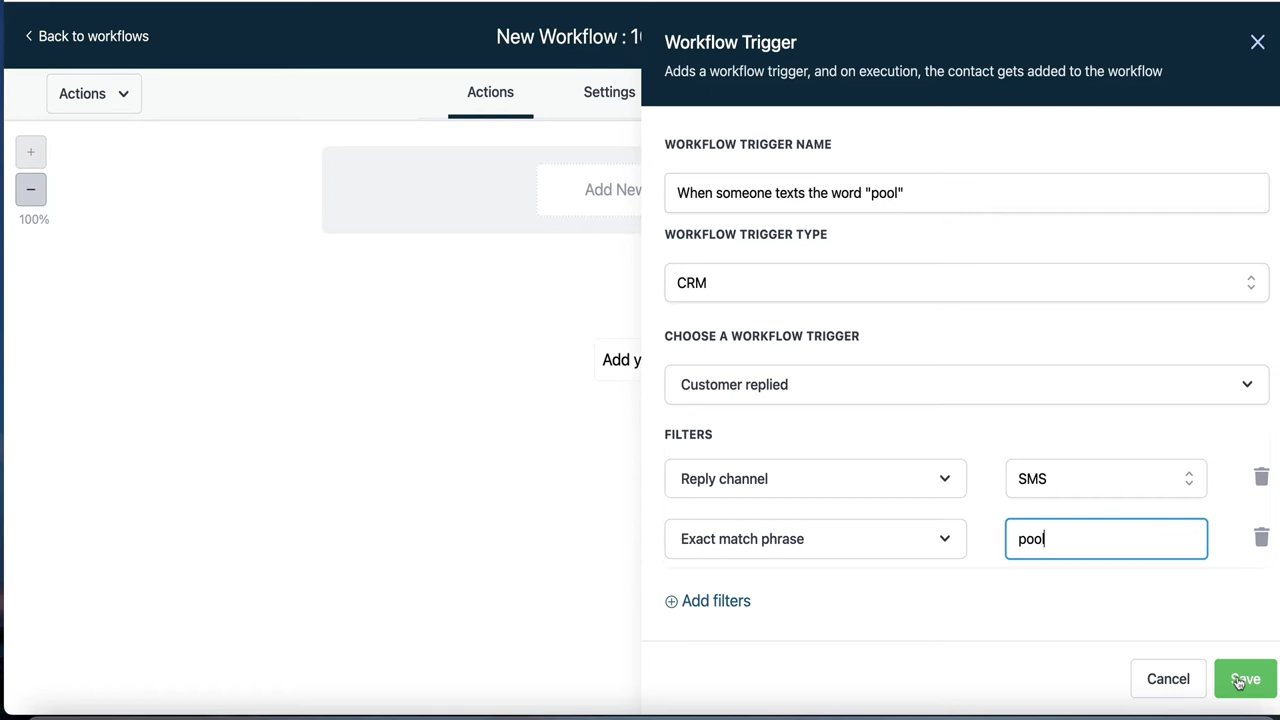 Back to workflows
New Workflow : 1
Actions
Actions
Settings
100%
Add New
Add y
Workflow Trigger
Adds a workflow trigger, and on execution, the contact gets added to the workflow
WORKFLOW TRIGGER NAME
When someone texts the word "pool"
WORKFLOW TRIGGER TYPE
CRM
CHOOSE A WORKFLOW TRIGGER
Customer replied
FILTERS
Reply channel
SMS
Exact match phrase
pool
Add filters
Cancel
Save